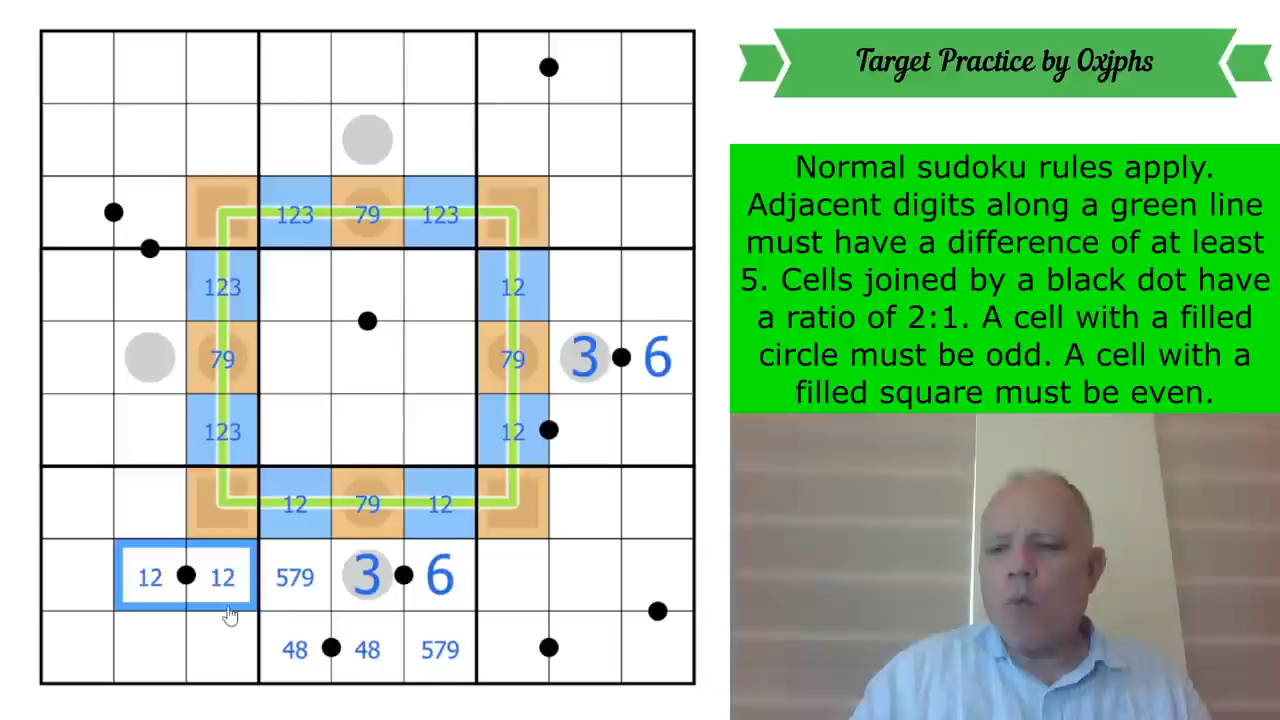 Target Practice by Oxjphs
Normal sudoku rules apply.
Adjacent digits along a green line
must have a difference of at least
5. Cells joined by a black dot have
a ratio of 2:1. A cell with a filled
circle must be odd. A cell with a
filled square must be even.
123 79 123
123 12
79 79 3 6
123 12
12 79 12
12 12 579 3 6
48 48 579